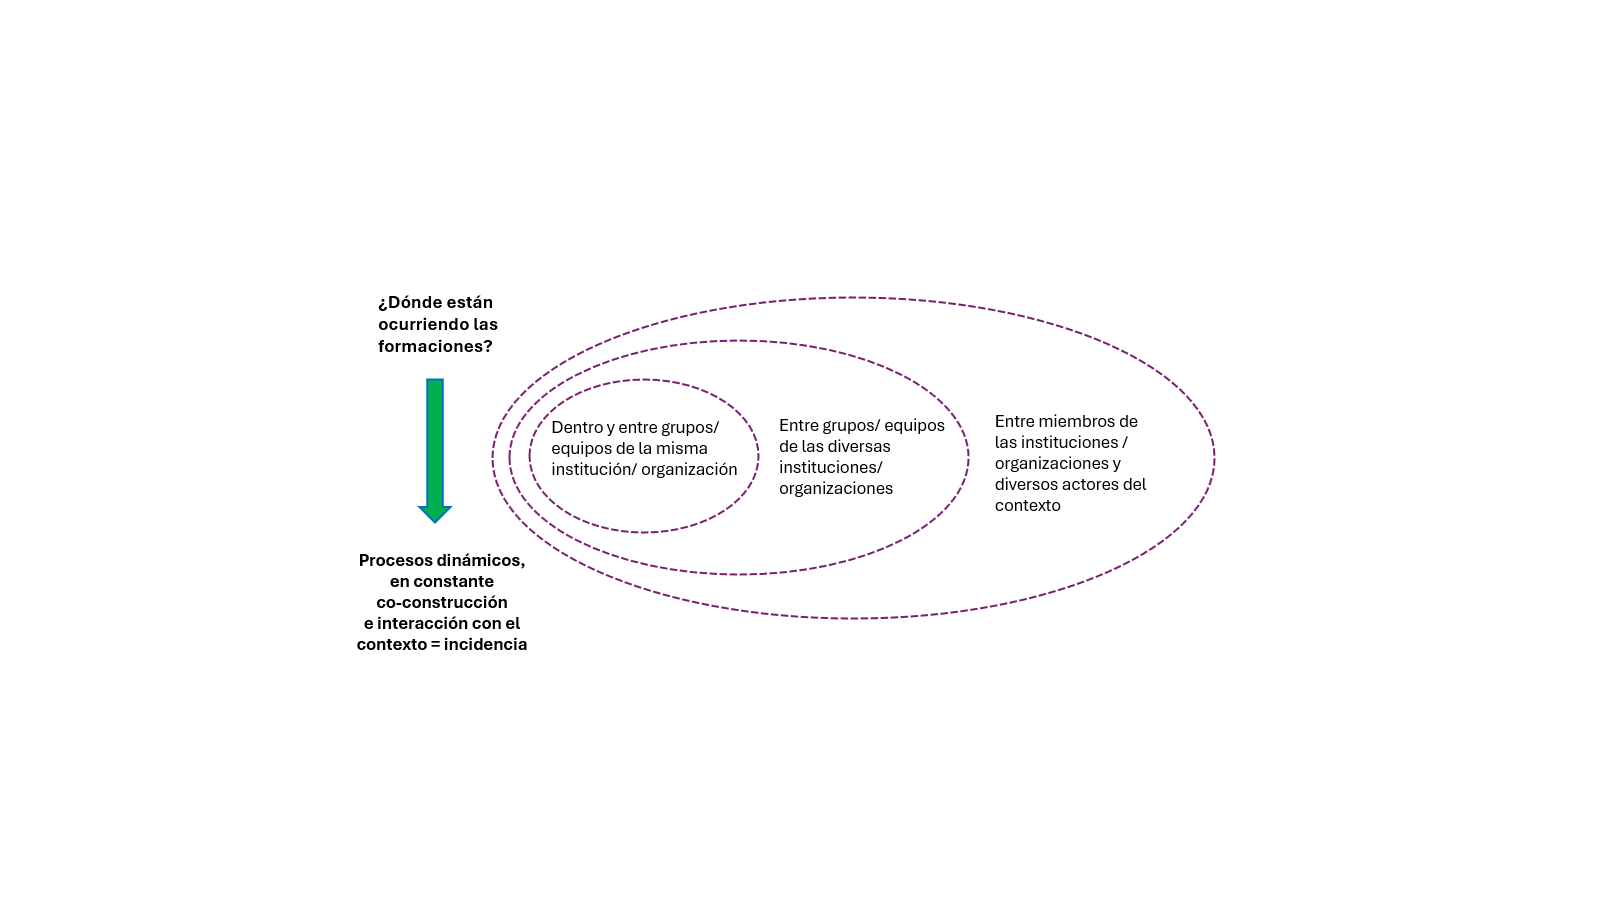 ¿Dónde están
ocurriendo las
formaciones?
Procesos dinámicos,
en constante
co-construcción
e interacción con el
contexto = incidencia
Dentro y entre grupos/
equipos de la misma
institución/ organización
Entre grupos/ equipos
de las diversas
instituciones/
organizaciones
Entre miembros de
las instituciones /
organizaciones y
diversos actores del
contexto